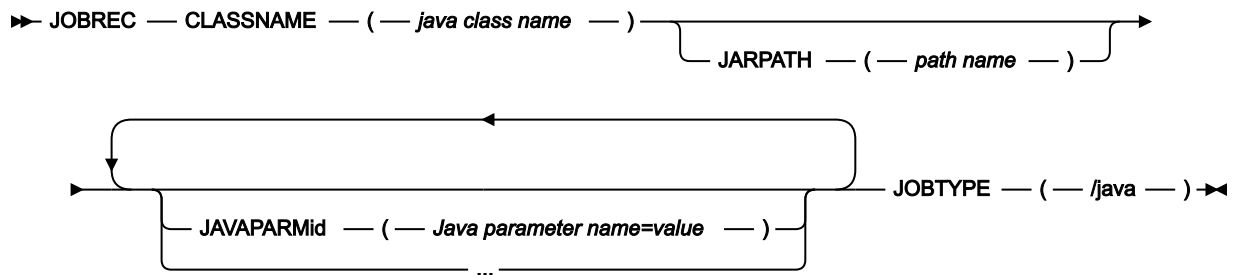 JOBREC — CLASSNAME — ( — java class name — )
JARPATH — ( — path name — )
JAVAPARMid — ( — Java parameter name=value — )
...
JOBTYPE — ( — /java — )